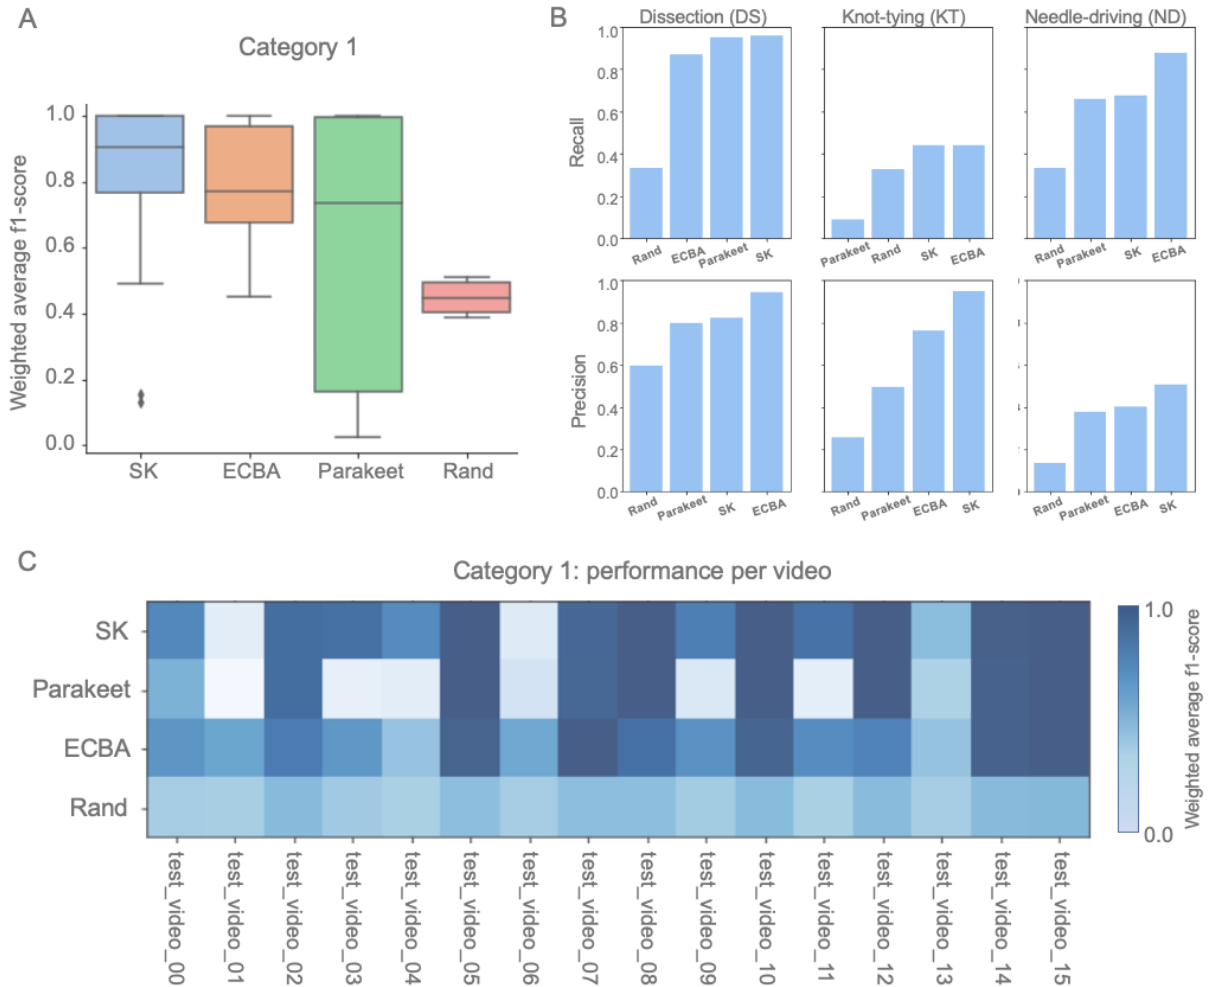 A
Category 1
Weighted average f1-score
1.0
0.8
0.6
0.4
0.2
0.0
SK
ECBA
Parakeet
Rand
B
Dissection (DS)
Knot-tying (KT)
Needle-driving (ND)
Recall
1.0
0.8
0.6
0.4
0.2
0.0
Rand
ECBA
Parakeet
SK
Parakeet
Rand
SK
ECBA
Rand
Parakeet
SK
ECBA
Precision
1.0
0.8
0.6
0.4
0.2
0.0
Rand
Parakeet
SK
ECBA
Rand
Parakeet
ECBA
SK
Rand
Parakeet
ECBA
SK
C
Category 1: performance per video
SK
Parakeet
ECBA
Rand
test_video_00
test_video_01
test_video_02
test_video_03
test_video_04
test_video_05
test_video_06
test_video_07
test_video_08
test_video_09
test_video_10
test_video_11
test_video_12
test_video_13
test_video_14
test_video_15
1.0
0.0
Weighted average f1-score